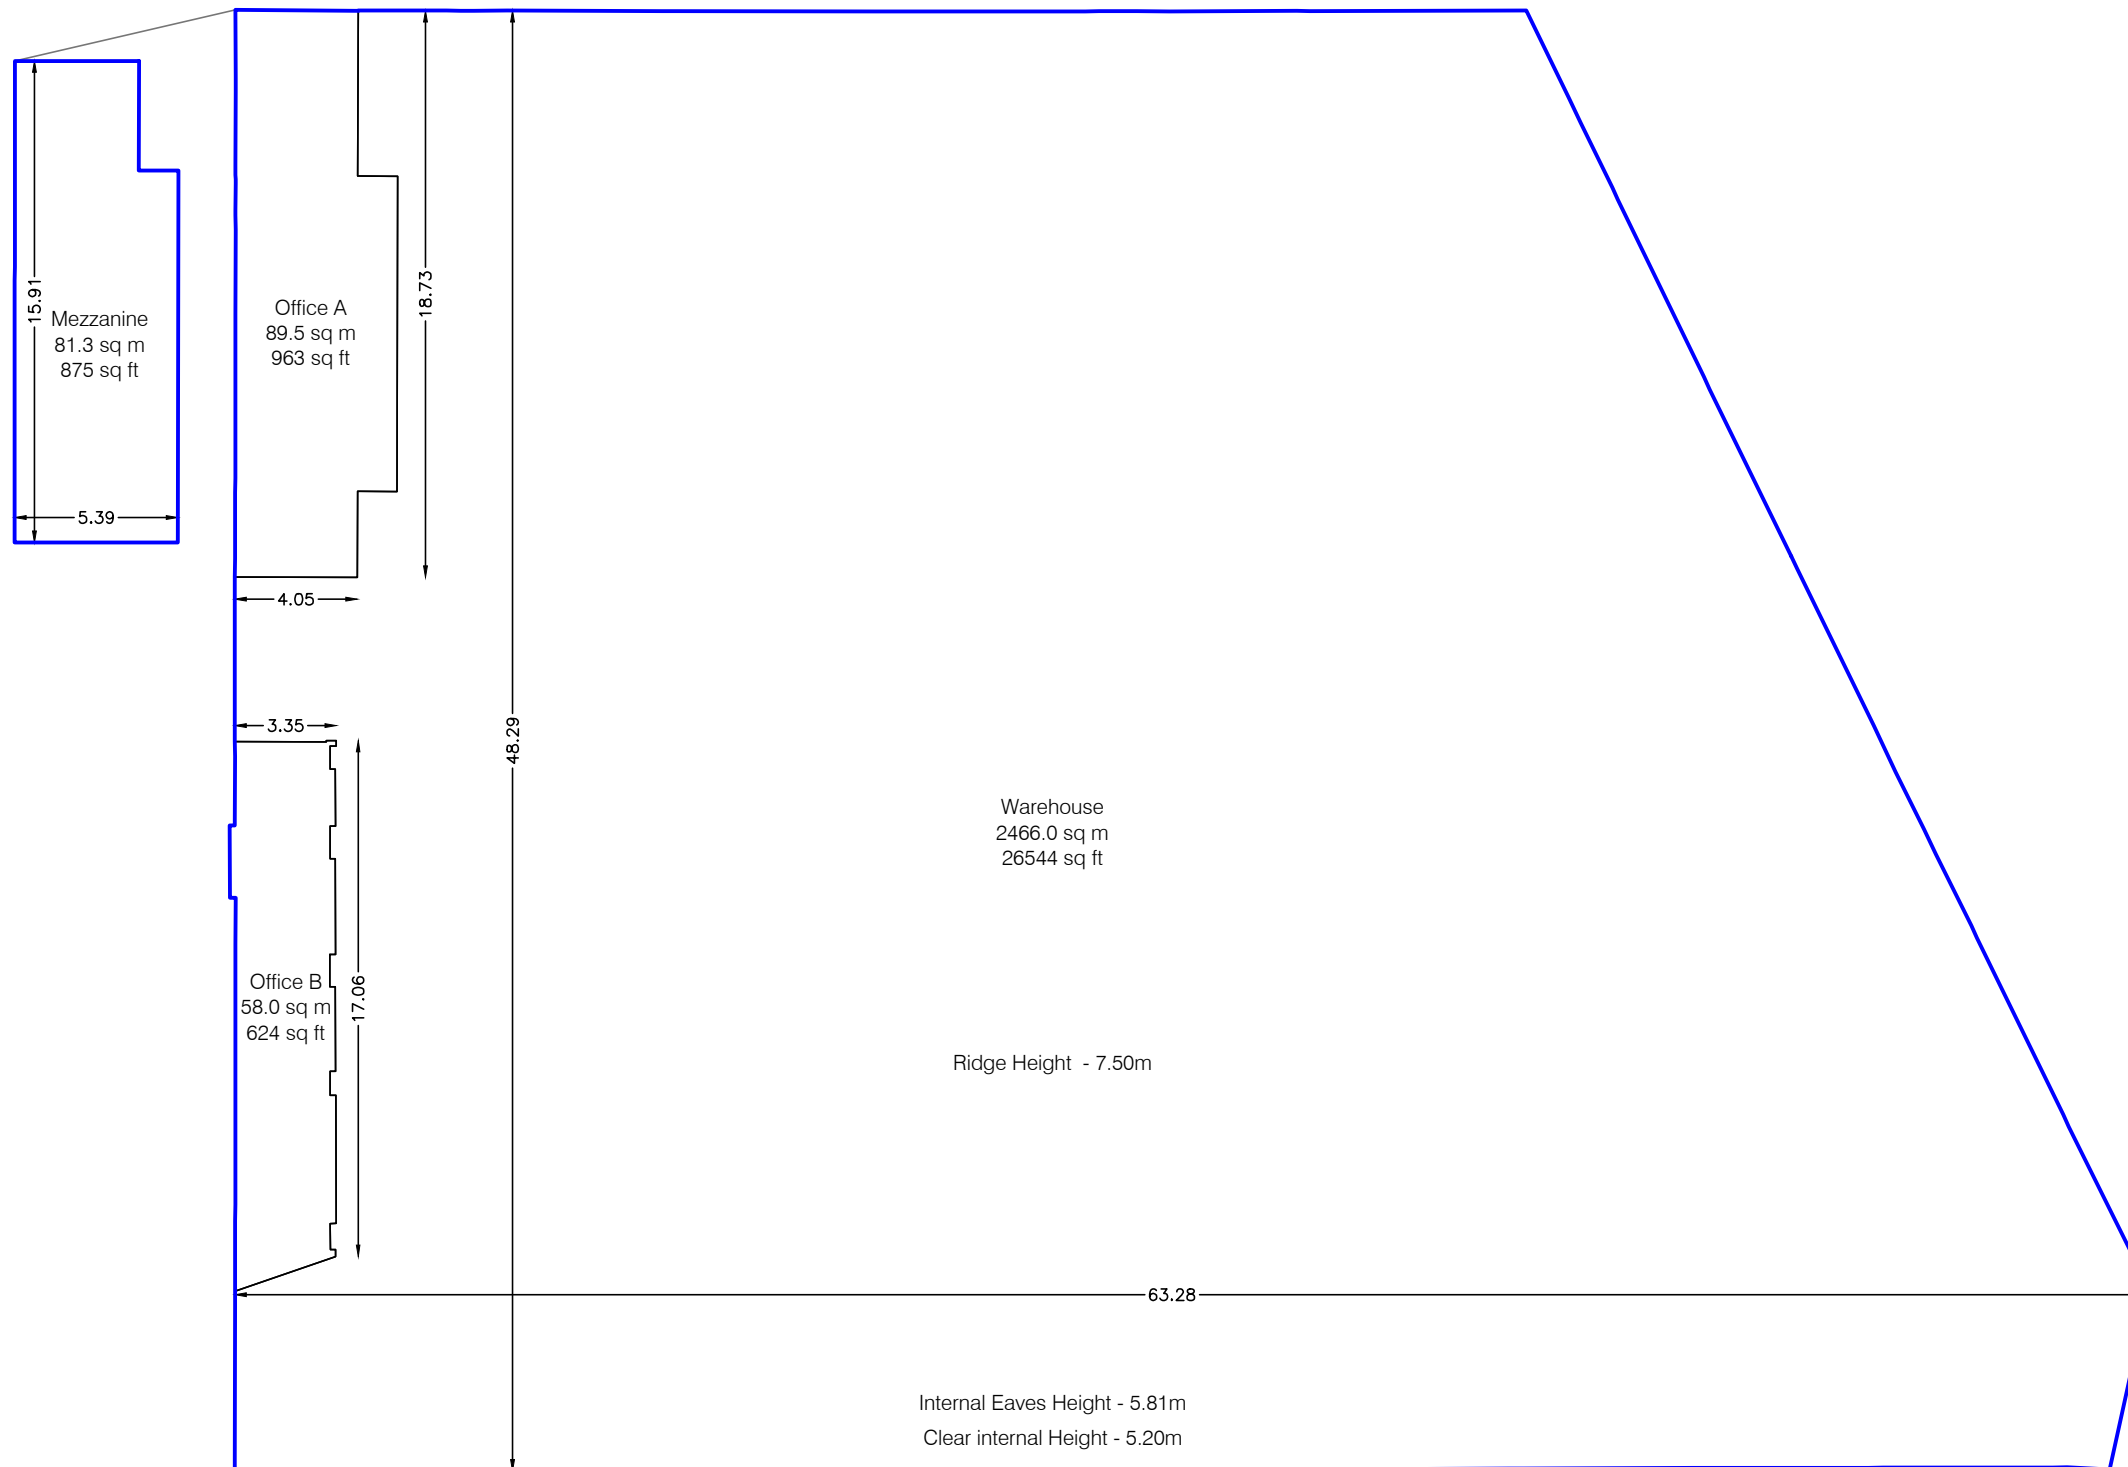 15.91
Mezzanine
81.3 sq m
875 sq ft
5.39
Office A
89.5 sq m
963 sq ft
18.73
4.05
3.35
48.29
Office B
58.0 sq m
624 sq ft
17.06
Warehouse
2466.0 sq m
26544 sq ft
Ridge Height - 7.50m
63.28
Internal Eaves Height - 5.81m
Clear internal Height - 5.20m